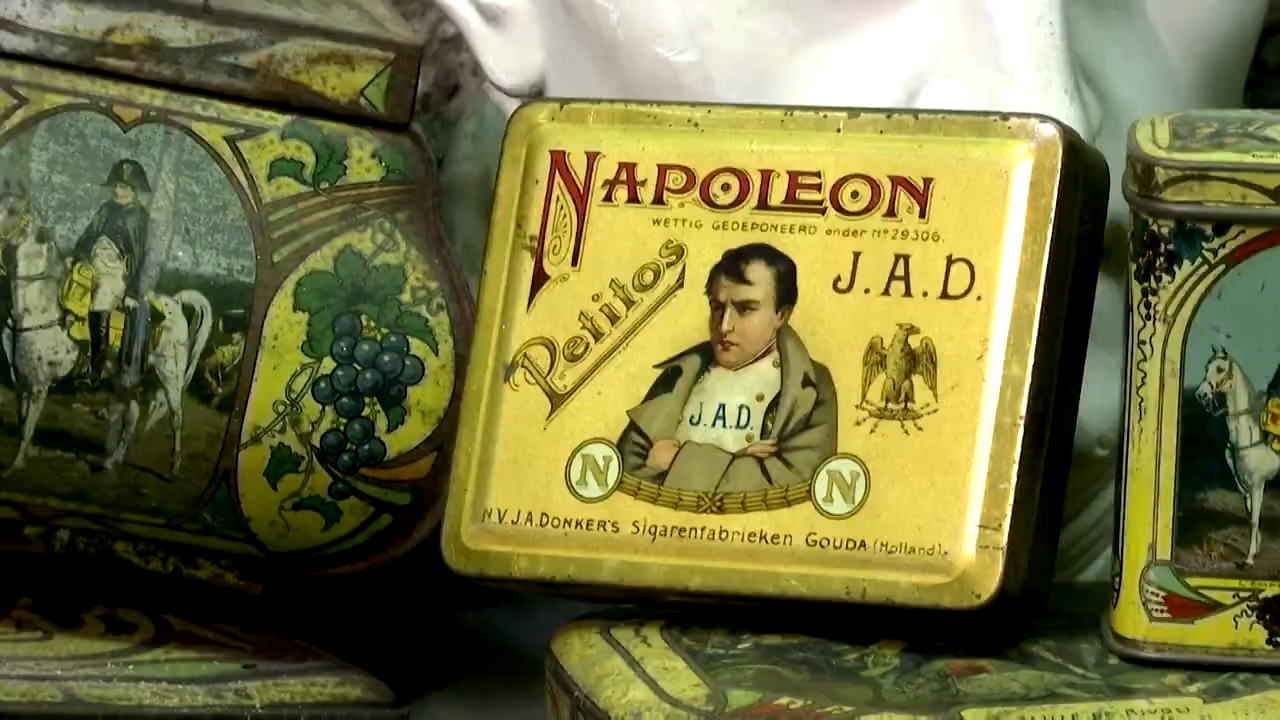 NAPOLEON
WETTIG GEDEPONEERD onder No 29306.
Petitos
J.A.D.
J.A.D.
N
N
N.V. J.A. DONKER'S Sigarenfabrieken GOUDA (Holland).